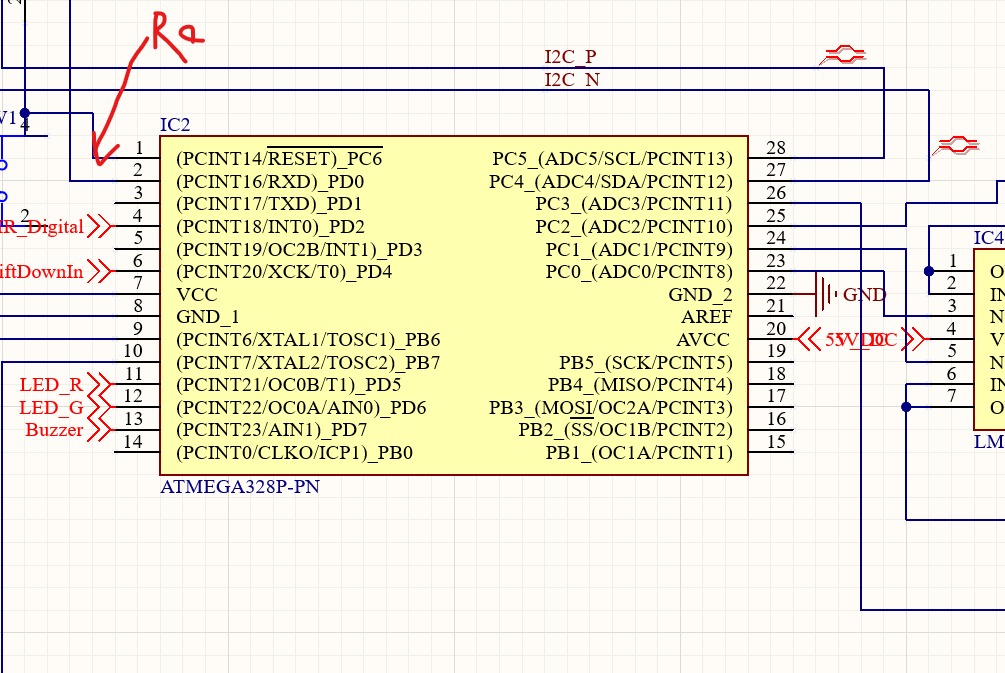 Ra
I2C_P
I2C_N
V1
4
IC2
1 (PCINT14/RESET)_PC6
2 (PCINT16/RXD)_PD0
3 (PCINT17/TXD)_PD1
4 (PCINT18/INT0)_PD2
5 (PCINT19/OC2B/INT1)_PD3
6 (PCINT20/XCK/T0)_PD4
7 VCC
8 GND_1
9 (PCINT6/XTAL1/TOSC1)_PB6
10 (PCINT7/XTAL2/TOSC2)_PB7
11 (PCINT21/OC0B/T1)_PD5
12 (PCINT22/OC0A/AIN0)_PD6
13 (PCINT23/AIN1)_PD7
14 (PCINT0/CLKO/ICP1)_PB0
PC5_(ADC5/SCL/PCINT13) 28
PC4_(ADC4/SDA/PCINT12) 27
PC3_(ADC3/PCINT11) 26
PC2_(ADC2/PCINT10) 25
PC1_(ADC1/PCINT9) 24
PC0_(ADC0/PCINT8) 23
GND_2 22
AREF 21
AVCC 20
PB5_(SCK/PCINT5) 19
PB4_(MISO/PCINT4) 18
PB3_(MOSI/OC2A/PCINT3) 17
PB2_(SS/OC1B/PCINT2) 16
PB1_(OC1A/PCINT1) 15
ATMEGA328P-PN
2
R_Digital
iftDownIn
LED_R
LED_G
Buzzer
GND
IC4
1 O
2 IN
3 N
4 V
5 N
6 IN
7 O
LM